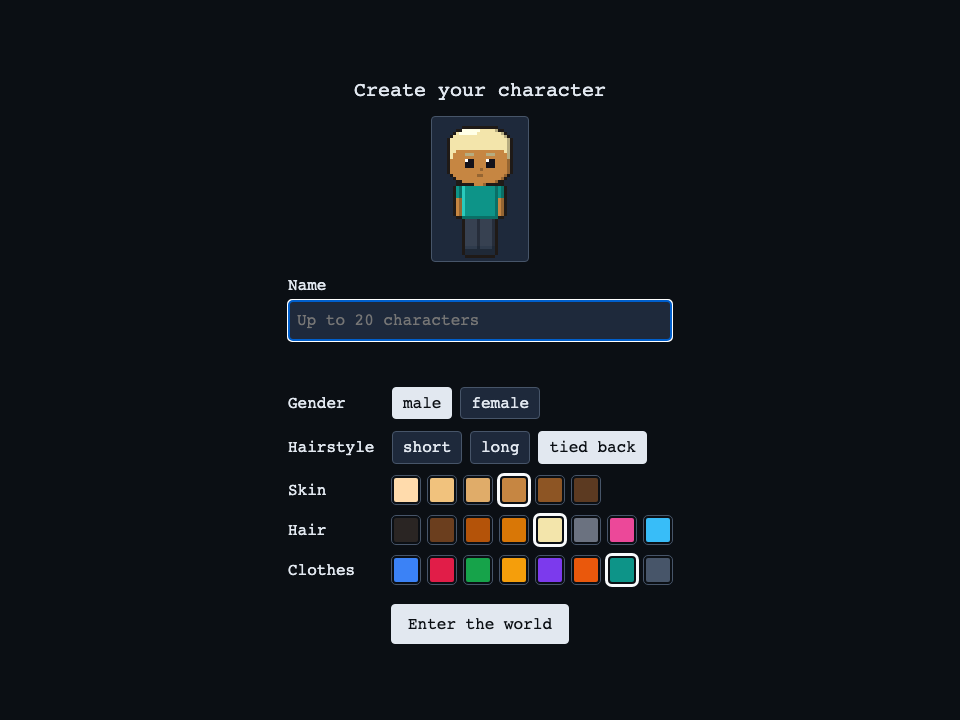 Create your character
Name
Up to 20 characters
Gender male female
Hairstyle short long tied back
Skin
Hair
Clothes
Enter the world